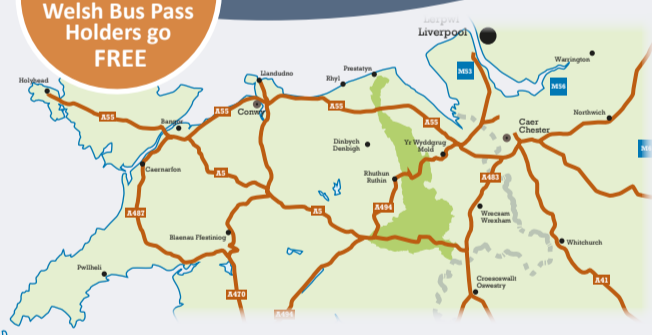 Welsh Bus Pass
Holders go
FREE
Lerpwl
Liverpool
Warrington
M53
M56
Holyhead
Llandudno
Rhyl
Prestatyn
Northwich
A55
Bangor
A55
Conwy
A55
A55
Caer
Chester
Dinbych
Denbigh
Yr Wyddgrug
Mold
Caernarfon
A5
Rhuthun
Ruthin
A483
A487
A5
A494
Wrecsam
Wrexham
Blaenau Ffestiniog
Whitchurch
Pwllheli
Croesoswallt
Oswestry
A470
A41
A494